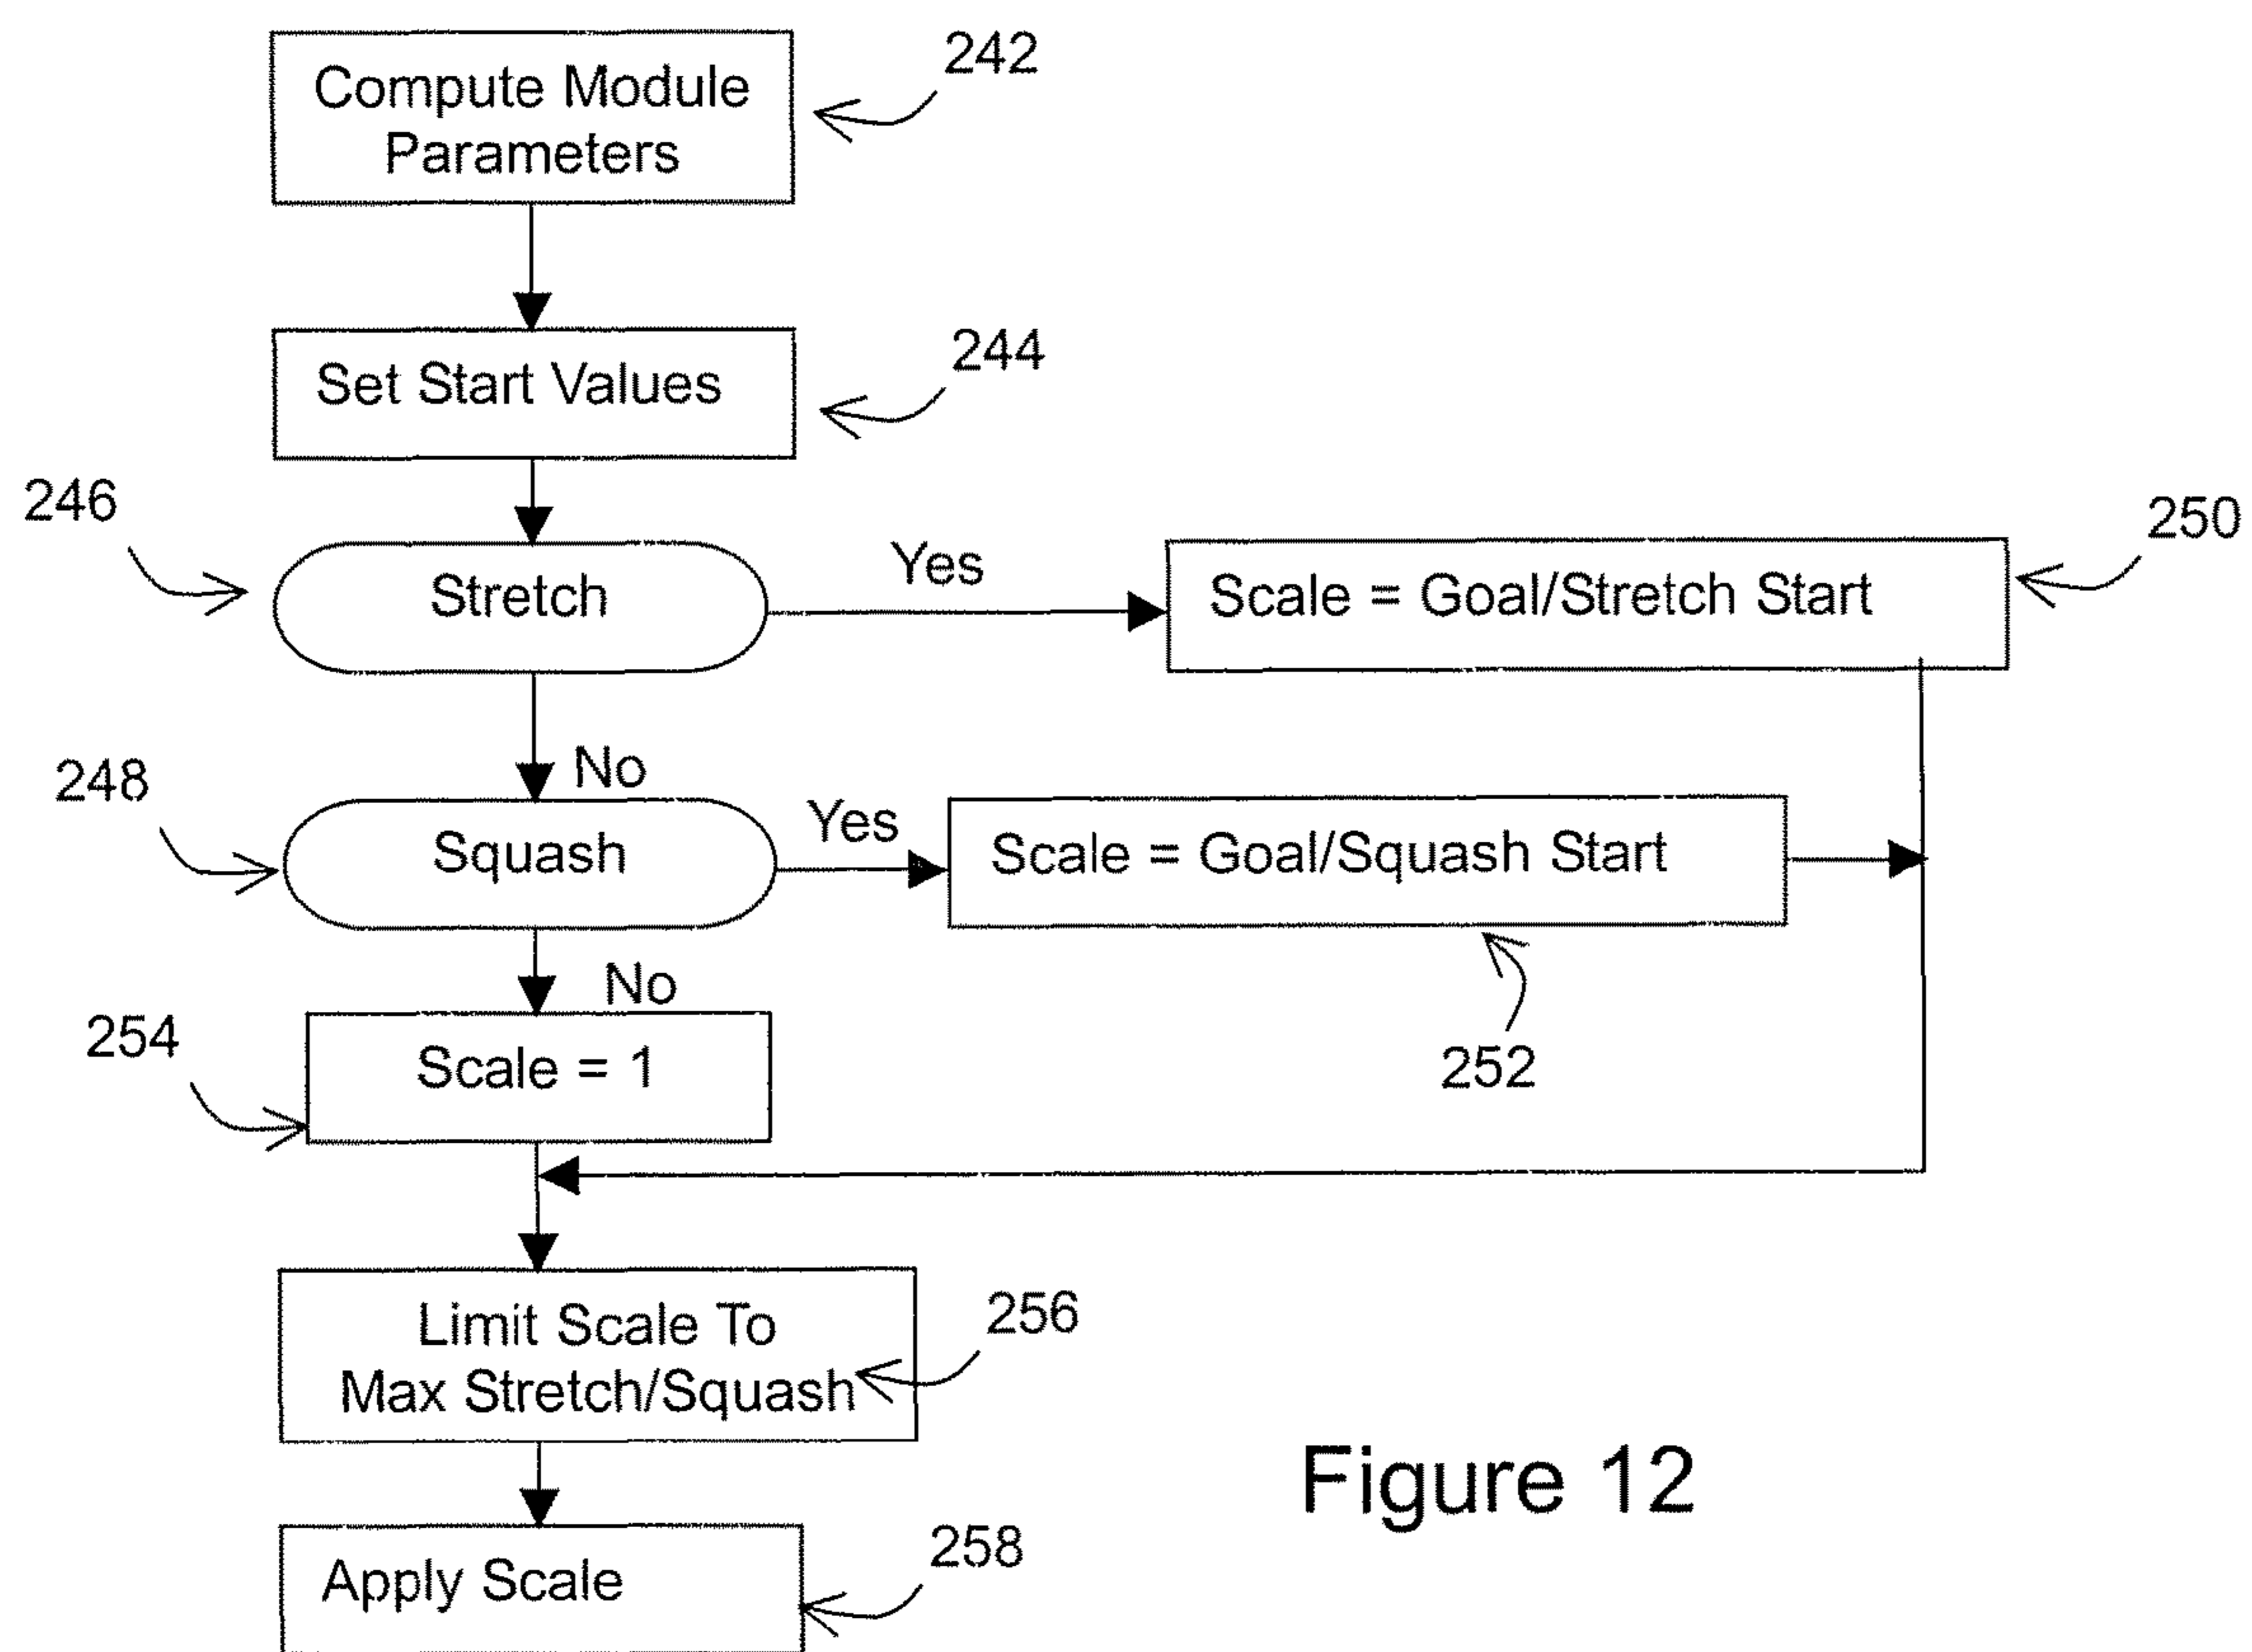 Compute Module
Parameters
242
Set Start Values
244
246
Stretch
Yes
Scale = Goal/Stretch Start
250
No
248
Squash
Yes
Scale = Goal/Squash Start
252
No
254
Scale = 1
Limit Scale To
Max Stretch/Squash
256
Apply Scale
258
Figure 12